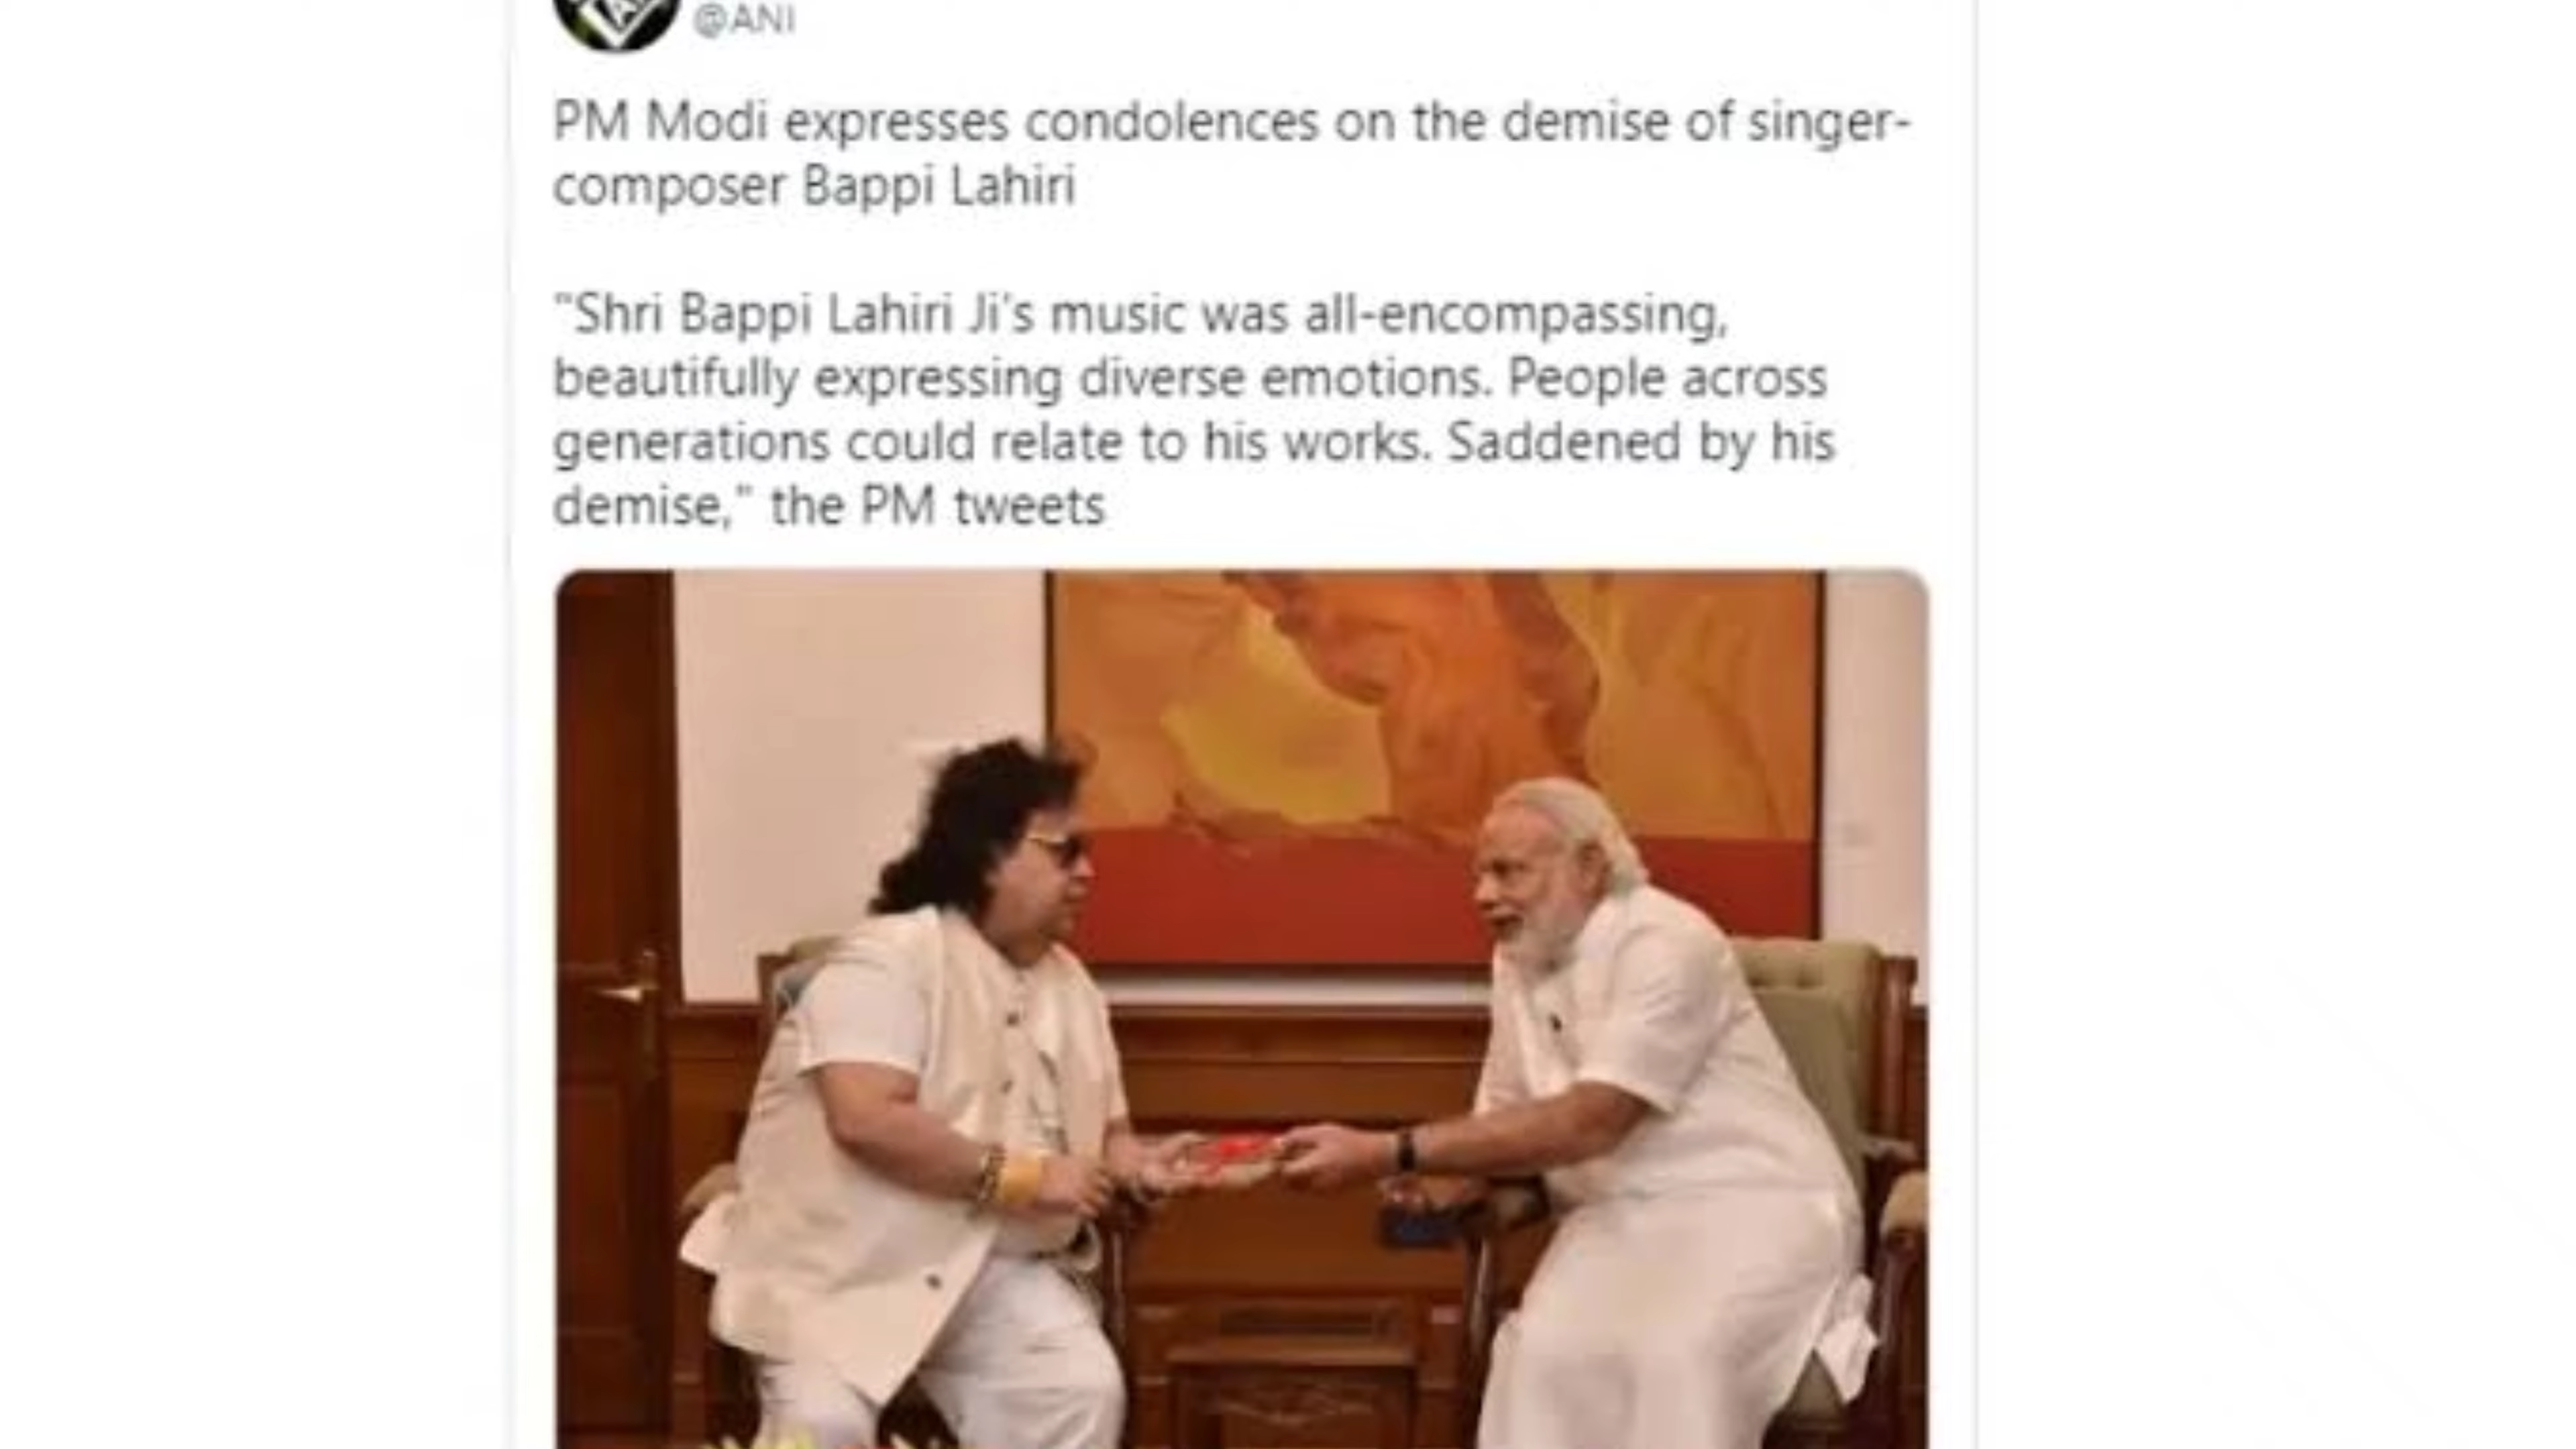 @ANI
PM Modi expresses condolences on the demise of singer-
composer Bappi Lahiri
"Shri Bappi Lahiri Ji's music was all-encompassing,
beautifully expressing diverse emotions. People across
generations could relate to his works. Saddened by his
demise," the PM tweets